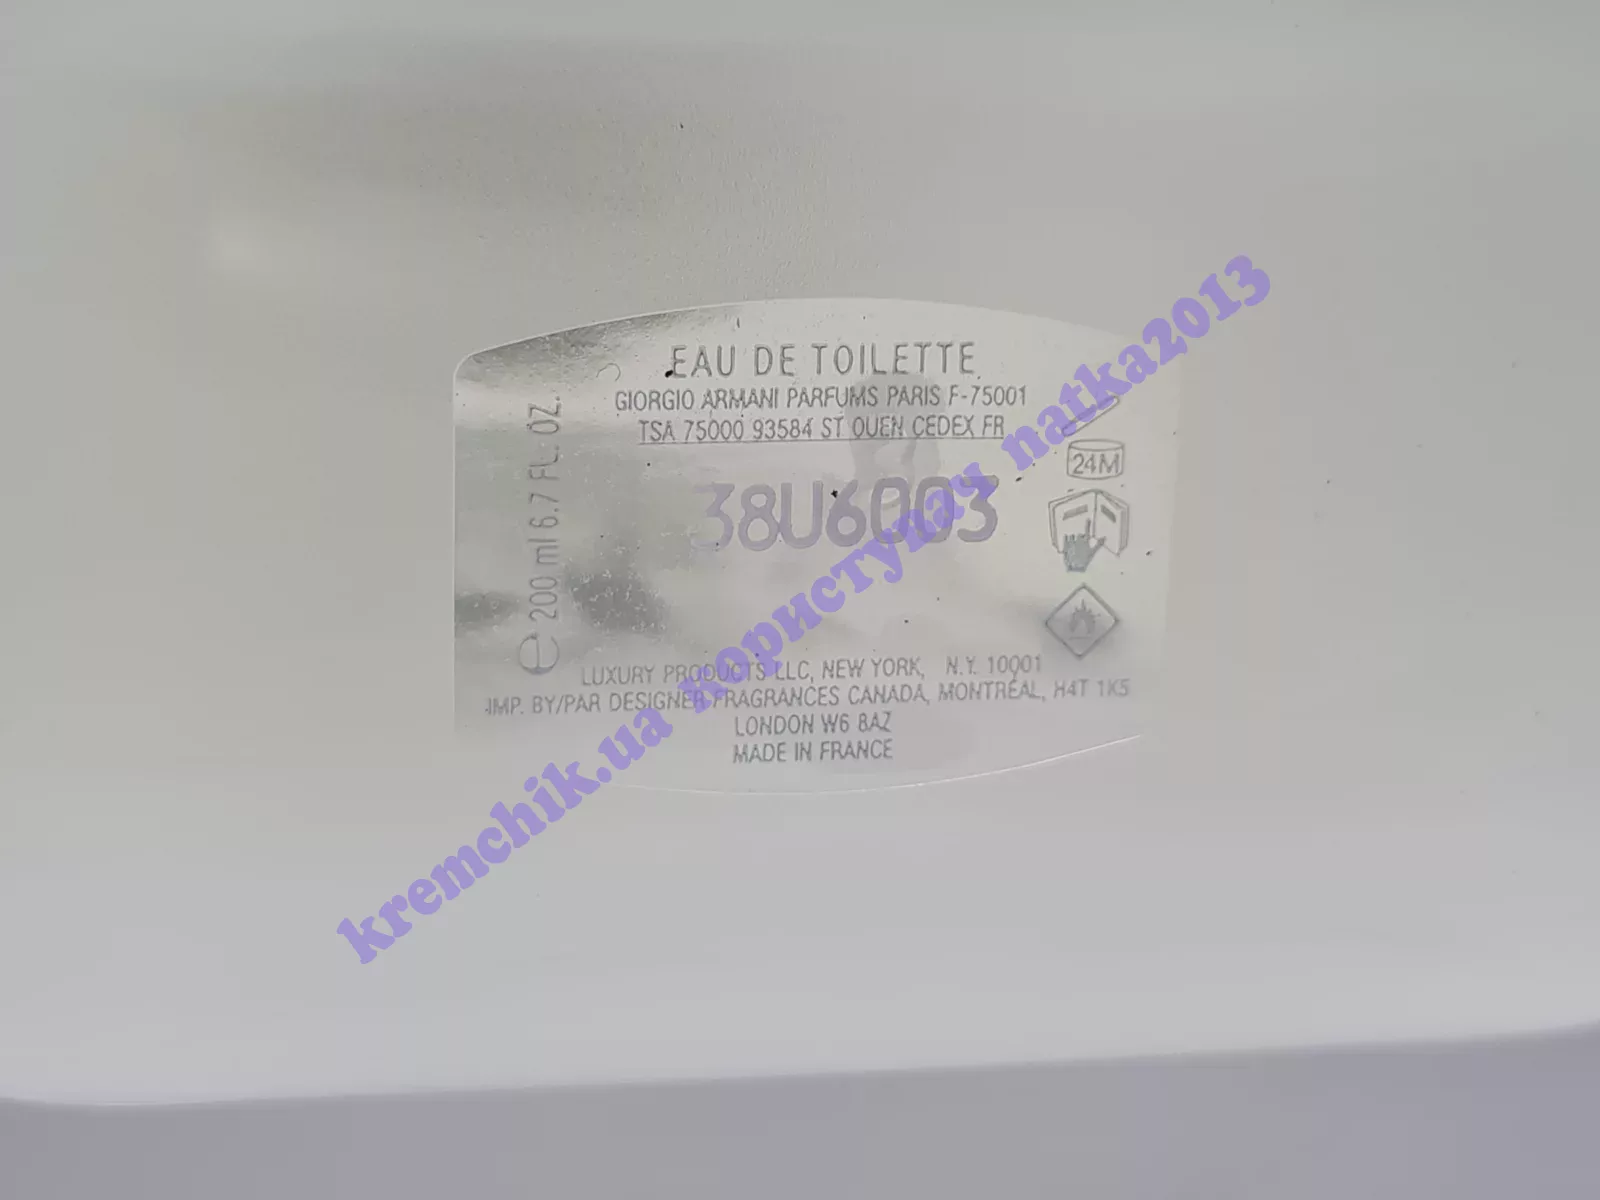 EAU DE TOILETTE
GIORGIO ARMANI PARFUMS PARIS F-75001
TSA 75000 93584 ST OUEN CEDEX FR
24M
38U6003
e 200 ml 6.7 FL. OZ.
LUXURY PRODUCTS LLC, NEW YORK, N.Y. 10001
IMP. BY/PAR DESIGNER FRAGRANCES CANADA, MONTRÉAL, H4T 1K5
LONDON W6 8AZ
MADE IN FRANCE
kremchik.ua користувач natka2013